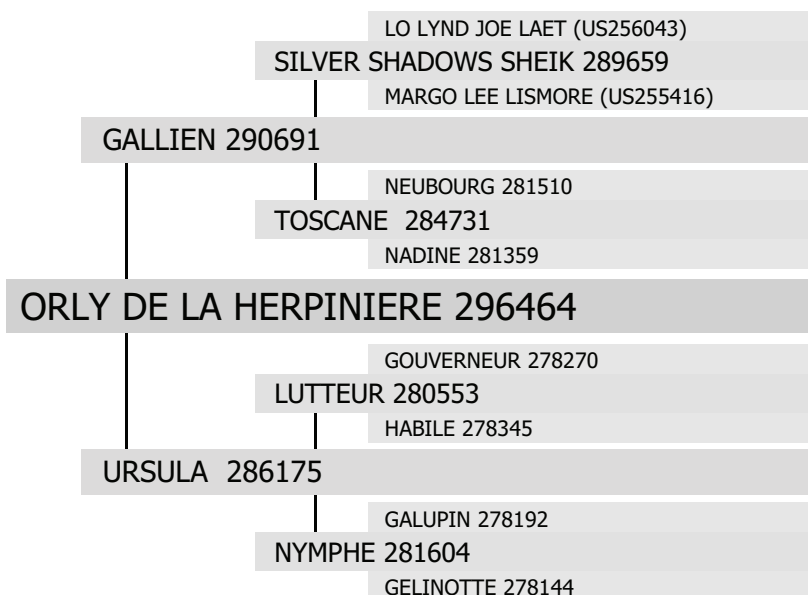 LO LYND JOE LAET (US256043)
SILVER SHADOWS SHEIK 289659
MARGO LEE LISMORE (US255416)
GALLIEN 290691
NEUBOURG 281510
TOSCANE 284731
NADINE 281359
ORLY DE LA HERPINIERE 296464
GOUVERNEUR 278270
LUTTEUR 280553
HABILE 278345
URSULA 286175
GALUPIN 278192
NYMPHE 281604
GELINOTTE 278144